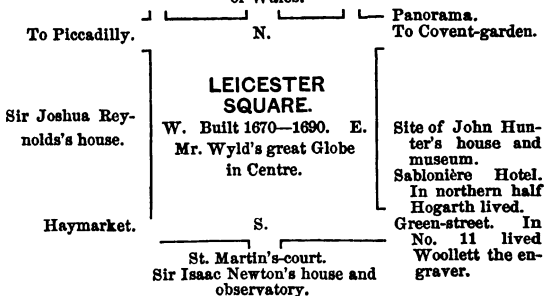 of Wales.
Panorama.
To Piccadilly.
N.
To Covent-garden.
LEICESTER
SQUARE.
Sir Joshua Rey-
nolds's house.
W. Built 1670—1690. E.
Mr. Wyld's great Globe
in Centre.
Site of John Hun-
ter's house and
museum.
Sablonière Hotel.
In northern half
Hogarth lived.
Haymarket.
S.
Green-street. In
No. 11 lived
Woollett the en-
graver.
St. Martin's-court.
Sir Isaac Newton's house and
observatory.